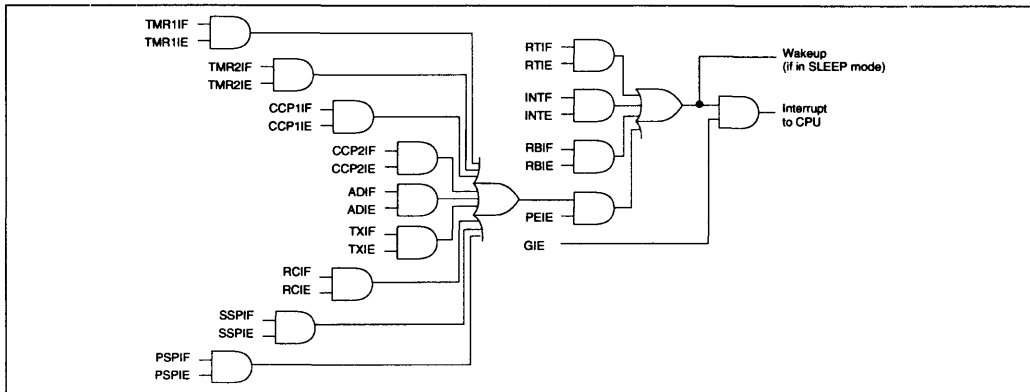 TMR1IF
TMR1IE
TMR2IF
TMR2IE
CCP1IF
CCP1IE
CCP2IF
CCP2IE
ADIF
ADIE
TXIF
TXIE
RCIF
RCIE
SSPIF
SSPIE
PSPIF
PSPIE
RTIF
RTIE
INTF
INTE
RBIF
RBIE
PEIE
GIE
Wakeup
(if in SLEEP mode)
Interrupt
to CPU